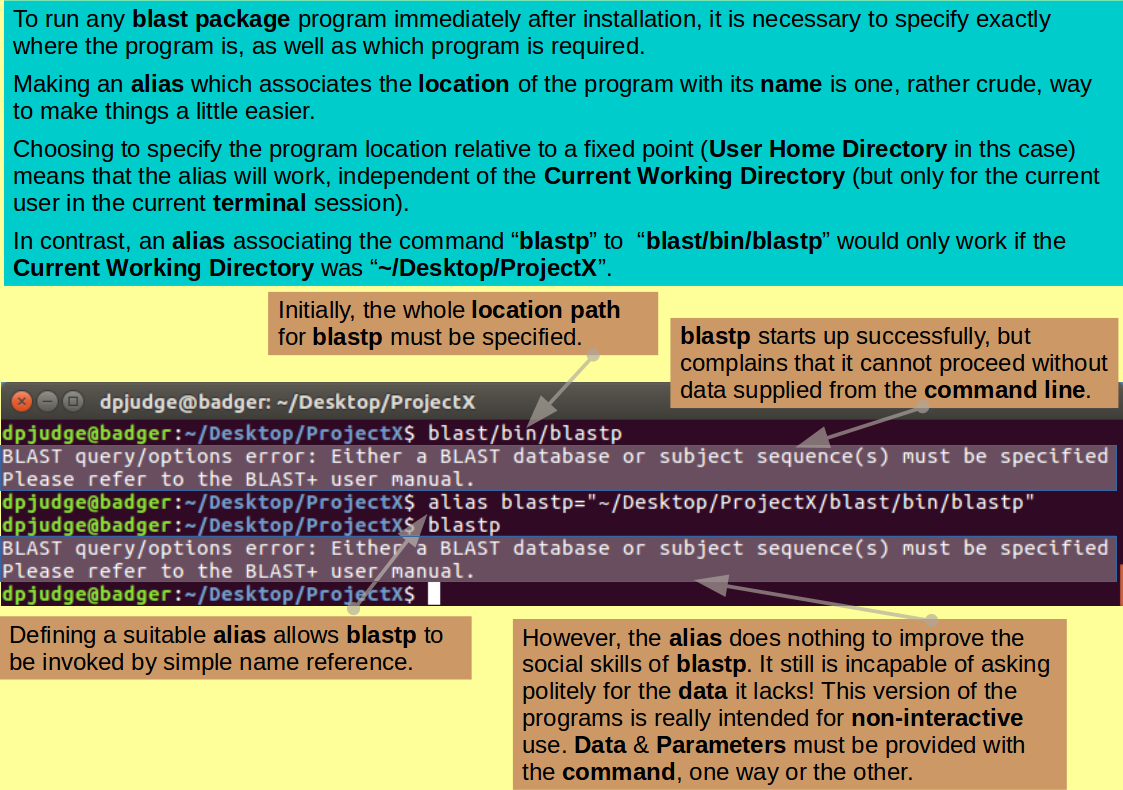 To run any blast package program immediately after installation, it is necessary to specify exactly
where the program is, as well as which program is required.
Making an alias which associates the location of the program with its name is one, rather crude, way
to make things a little easier.
Choosing to specify the program location relative to a fixed point (User Home Directory in ths case)
means that the alias will work, independent of the Current Working Directory (but only for the current
user in the current terminal session).
In contrast, an alias associating the command “blastp” to “blast/bin/blastp” would only work if the
Current Working Directory was “~/Desktop/ProjectX”.
Initially, the whole location path
for blastp must be specified.
blastp starts up successfully, but
complains that it cannot proceed without
data supplied from the command line.
dpjudge@badger: ~/Desktop/ProjectX
dpjudge@badger:~/Desktop/ProjectX$ blast/bin/blastp
BLAST query/options error: Either a BLAST database or subject sequence(s) must be specified
Please refer to the BLAST+ user manual.
dpjudge@badger:~/Desktop/ProjectX$ alias blastp="~/Desktop/ProjectX/blast/bin/blastp"
dpjudge@badger:~/Desktop/ProjectX$ blastp
BLAST query/options error: Either a BLAST database or subject sequence(s) must be specified
Please refer to the BLAST+ user manual.
dpjudge@badger:~/Desktop/ProjectX$
Defining a suitable alias allows blastp to
be invoked by simple name reference.
However, the alias does nothing to improve the
social skills of blastp. It still is incapable of asking
politely for the data it lacks! This version of the
programs is really intended for non-interactive
use. Data & Parameters must be provided with
the command, one way or the other.